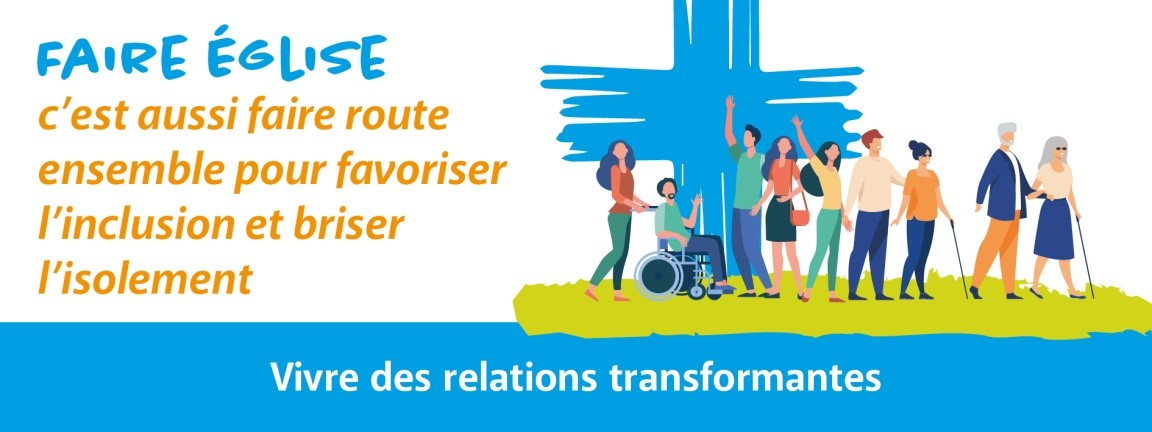 FAIRE ÉGLISE
c’est aussi faire route
ensemble pour favoriser
l’inclusion et briser
l’isolement
Vivre des relations transformantes